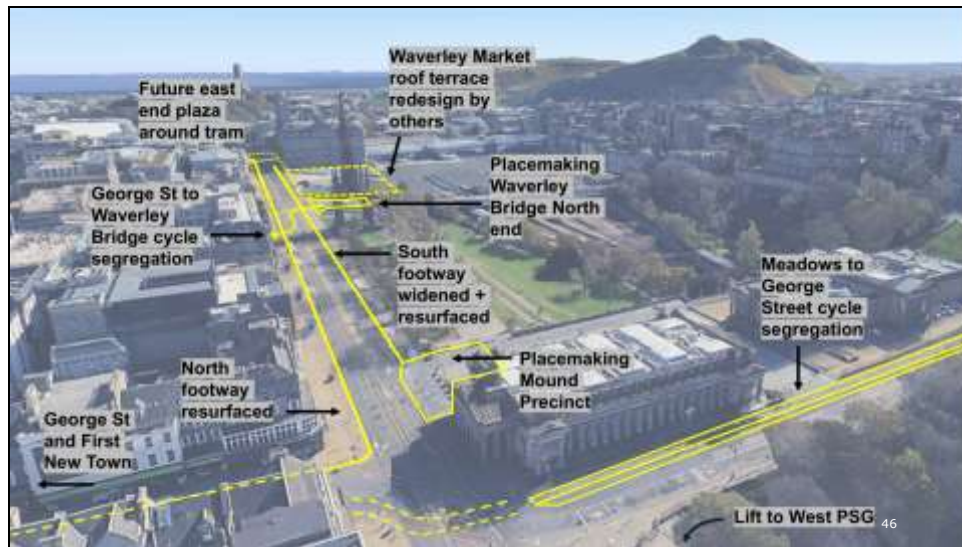 Waverley Market
roof terrace
redesign by
others
Future east
end plaza
around tram
Placemaking
Waverley
Bridge North
end
George St to
Waverley
Bridge cycle
segregation
South
footway
widened +
resurfaced
Meadows to
George
Street cycle
segregation
North
footway
resurfaced
Placemaking
Mound
Precinct
George St
and First
New Town
Lift to West PSG
46